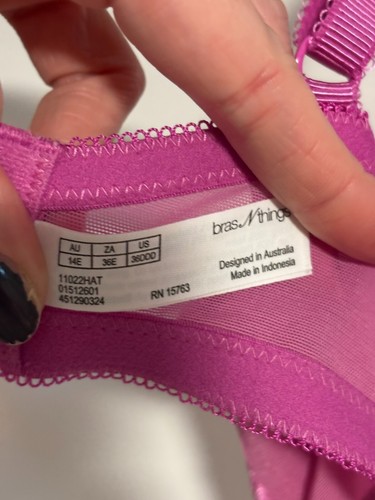 bras N things
AU ZA US
14E 36E 36DDD
Designed in Australia
Made in Indonesia
11022HAT
01512601
451290324
RN 15763